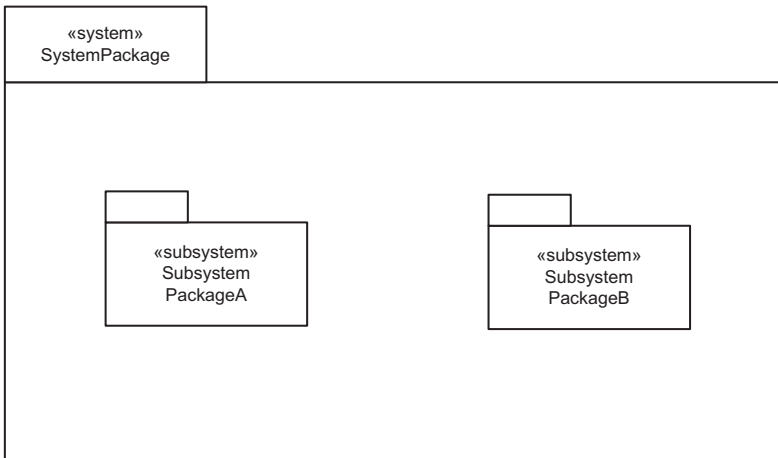 «system»
SystemPackage
«subsystem»
Subsystem
PackageA
«subsystem»
Subsystem
PackageB